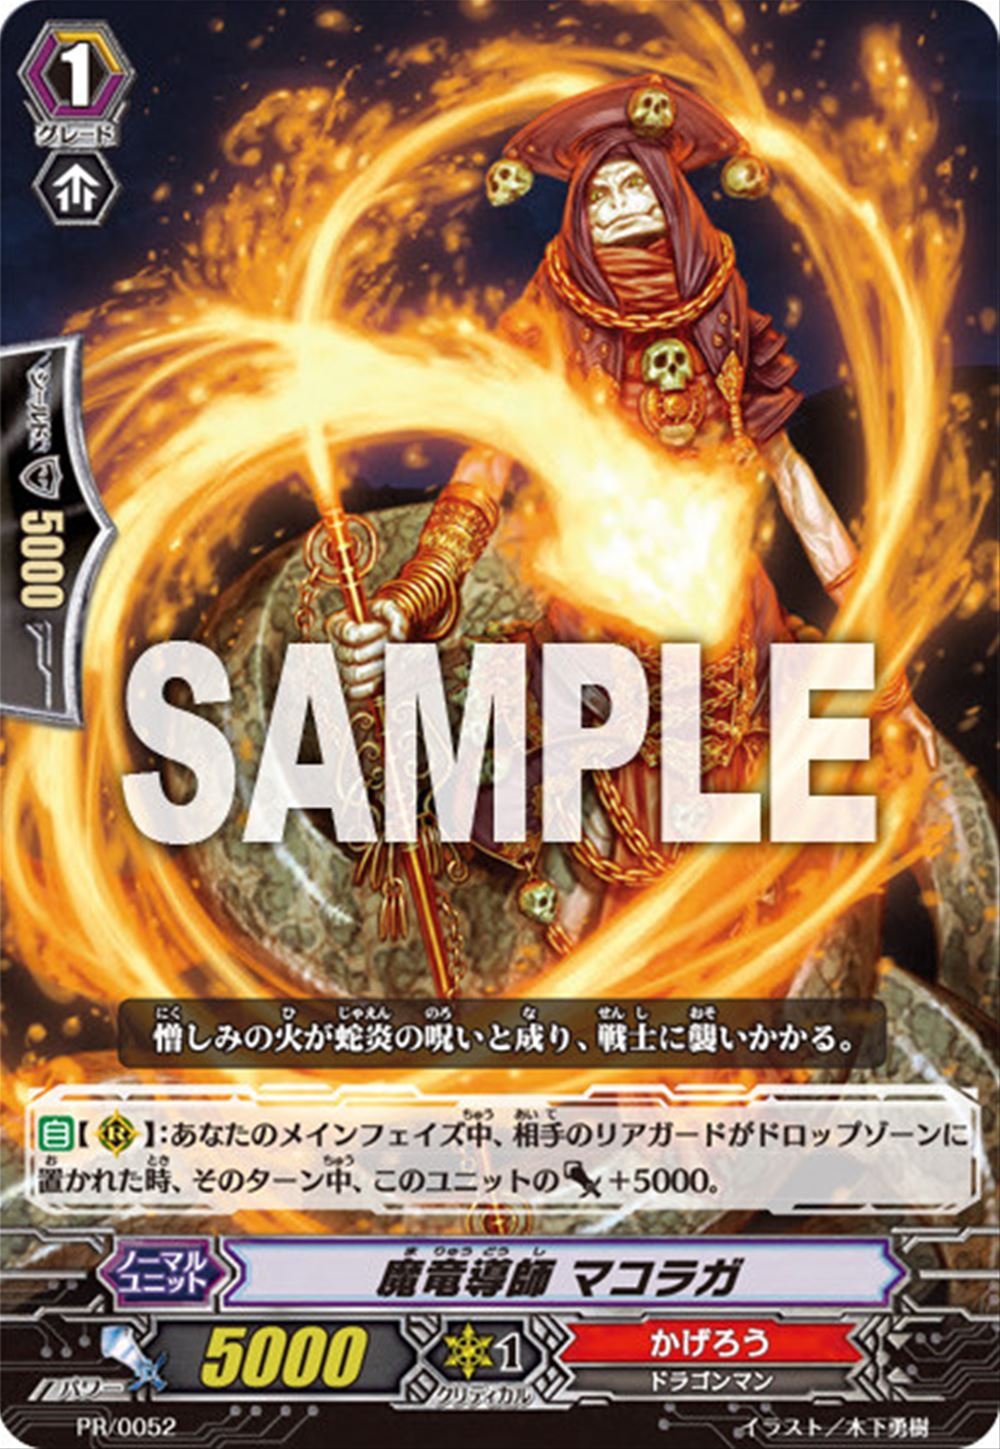 1
グレード
シールド
5000
SAMPLE
憎しみの火が蛇炎の呪いと成り、戦士に襲いかかる。
自【R】:あなたのメインフェイズ中、相手のリアガードがドロップゾーンに
置かれた時、そのターン中、このユニットの+5000。
ノーマル
ユニット
魔竜導師 マコラガ
パワー
5000
クリティカル
1
かげろう
ドラゴンマン
PR/0052
イラスト/木下勇樹